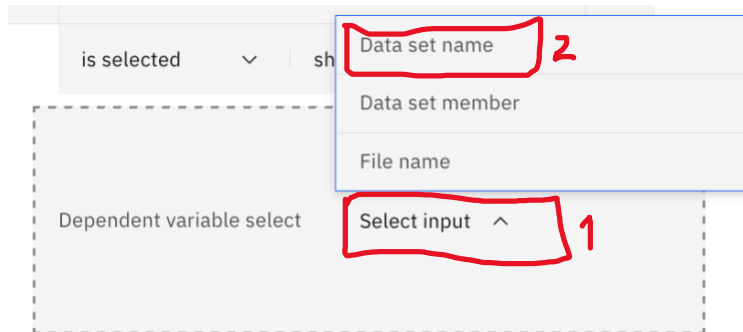 Data set name 2
is selected sh
Data set member
File name
Dependent variable select Select input 1